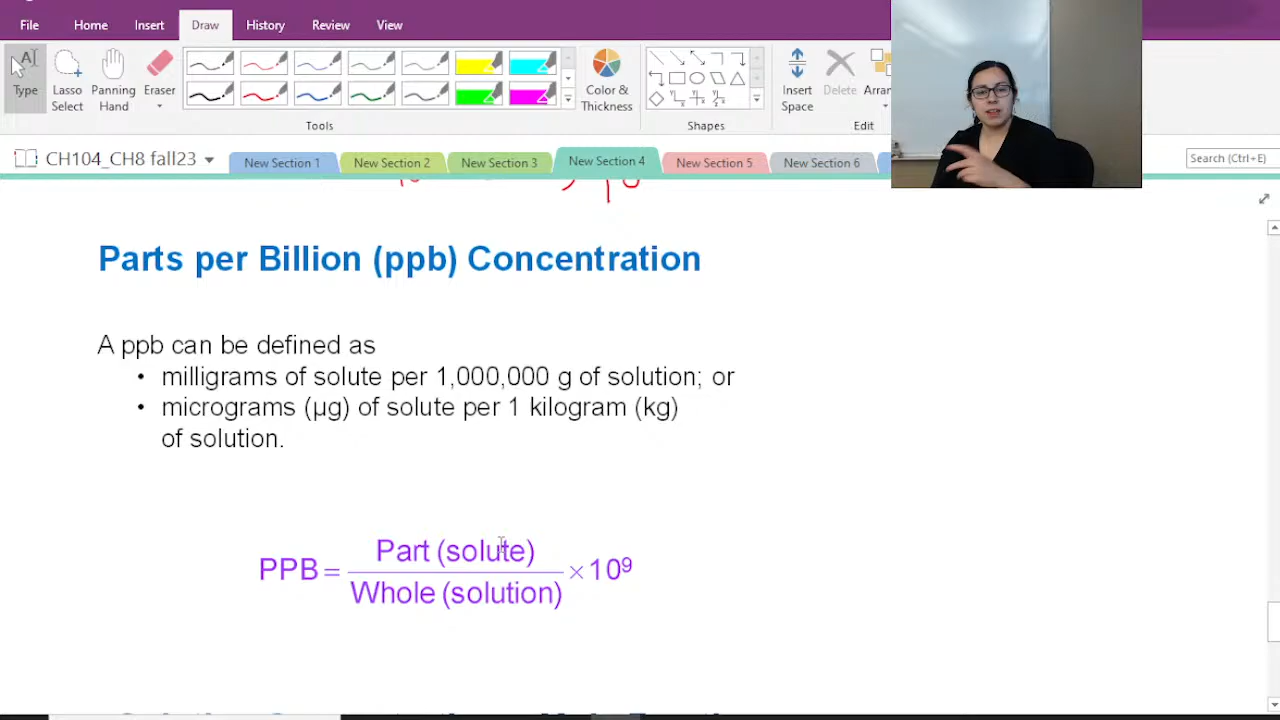 File Home Insert Draw History Review View
Type Lasso Select Panning Hand Eraser Color & Thickness Insert Space Delete
Tools Shapes Edit
CH104_CH8 fall23 New Section 1 New Section 2 New Section 3 New Section 4 New Section 5 New Section 6 Search (Ctrl+E)
Parts per Billion (ppb) Concentration
A ppb can be defined as
• milligrams of solute per 1,000,000 g of solution; or
• micrograms (µg) of solute per 1 kilogram (kg)
of solution.
PPB = Part (solute) / Whole (solution) × 10⁹